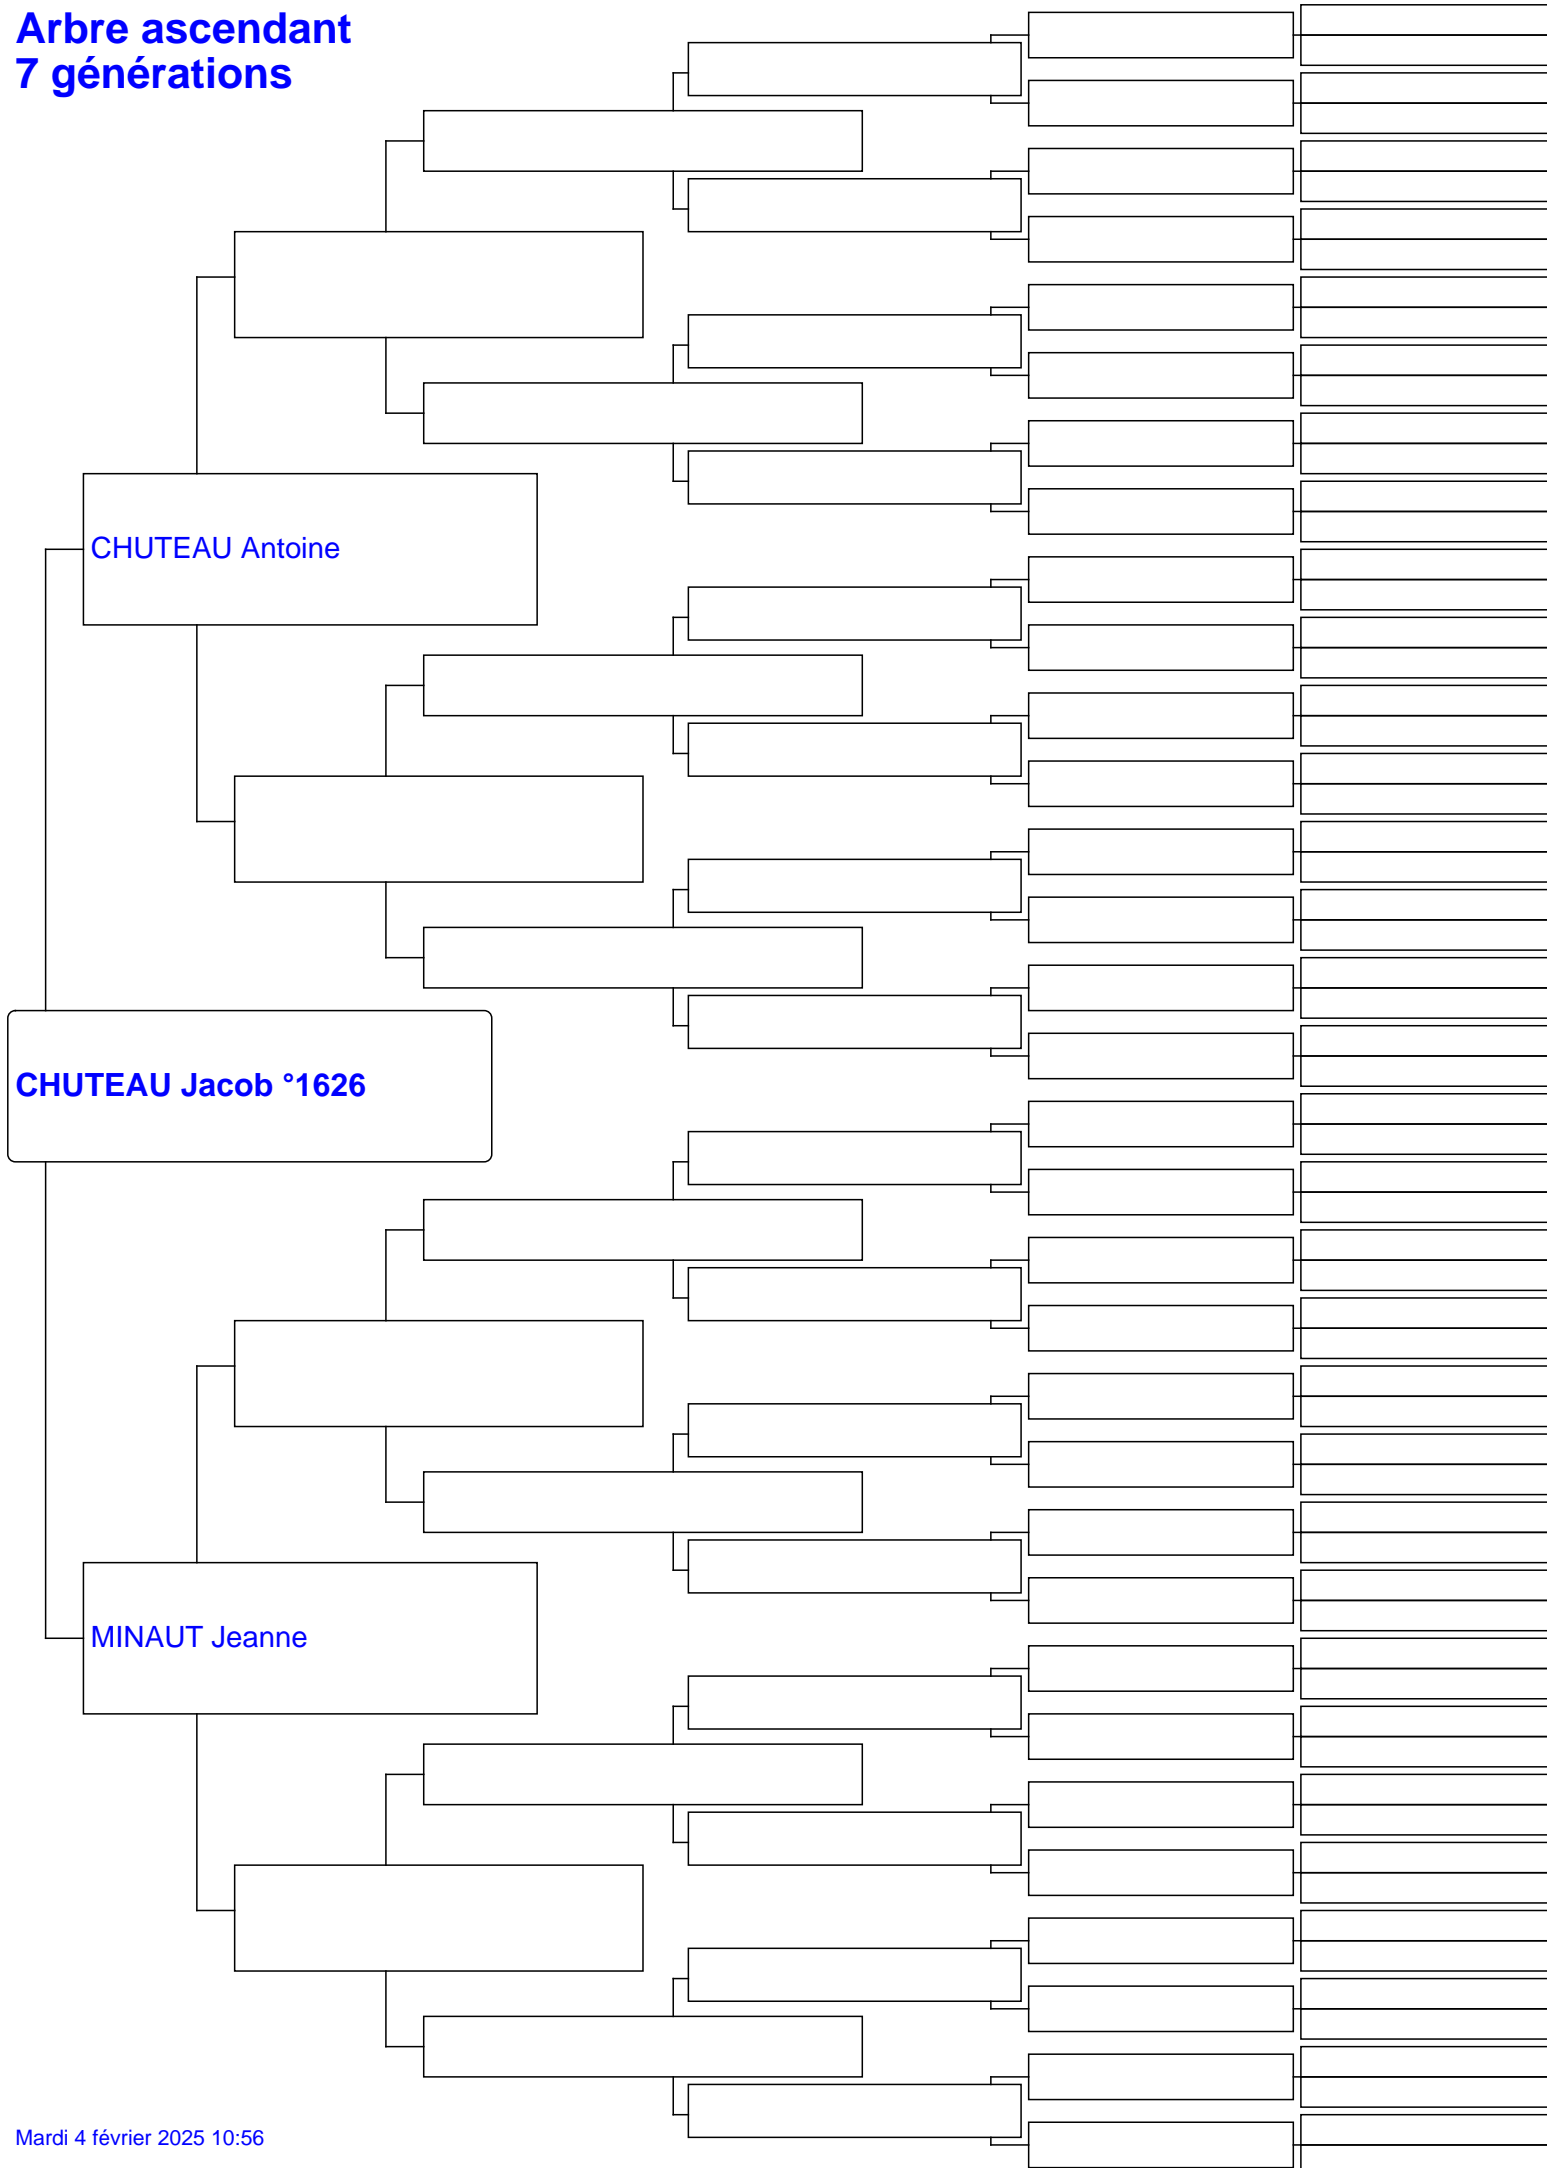 Arbre ascendant
7 générations
CHUTEAU Antoine
CHUTEAU Jacob °1626
MINAUT Jeanne
Mardi 4 février 2025 10:56